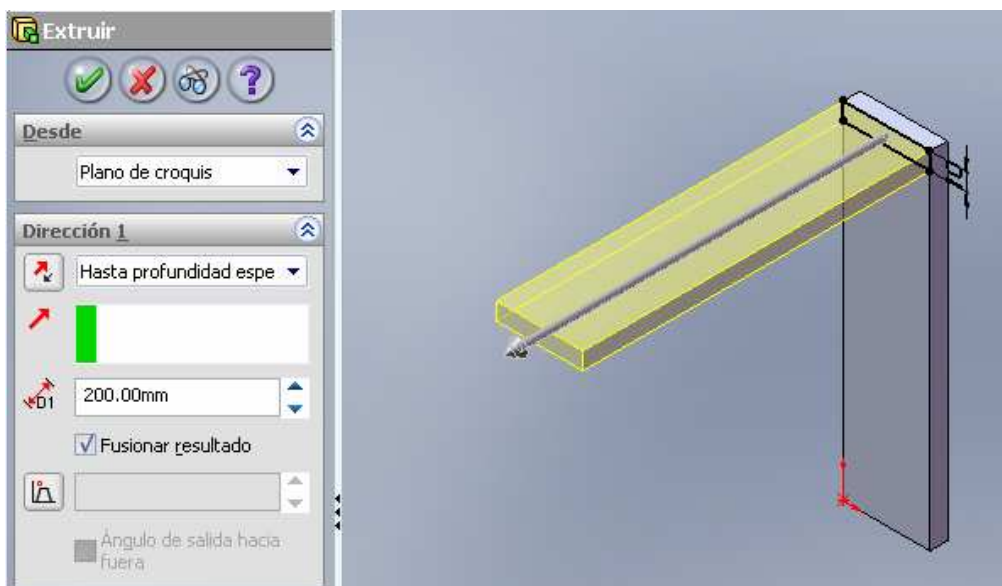 Extruir
?
Desde
Plano de croquis
Dirección 1
Hasta profundidad espe
D1
200.00mm
Fusionar resultado
Ángulo de salida hacia
fuera